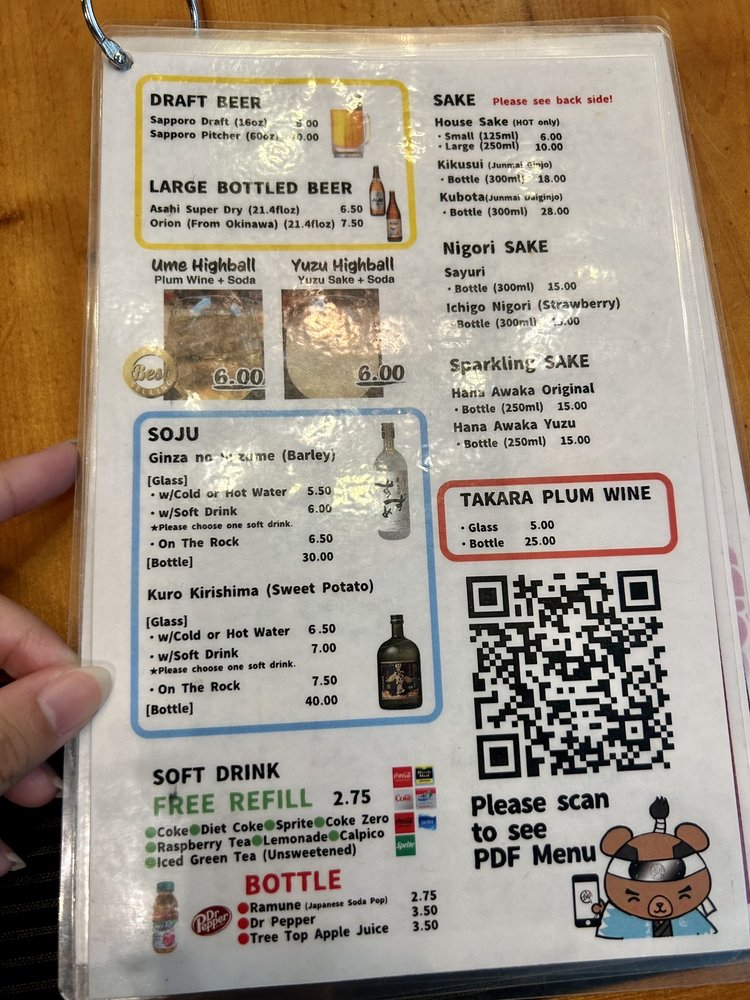 DRAFT BEER
Sapporo Draft (16oz) 6.00
Sapporo Pitcher (60oz)
LARGE BOTTLED BEER
Asahi Super Dry (21.4floz) 6.50
Orion (From Okinawa) (21.4floz) 7.50
Ume Highball
Plum Wine + Soda
6.00
Yuzu Highball
Yuzu Sake + Soda
6.00
Best
SOJU
Ginza no (Barley)
[Glass]
・w/Cold or Hot Water 5.50
・w/Soft Drink 6.00
★Please choose one soft drink.
・On The Rock 6.50
[Bottle] 30.00
Kuro Kirishima (Sweet Potato)
[Glass]
・w/Cold or Hot Water 6.50
・w/Soft Drink 7.00
★Please choose one soft drink.
・On The Rock 7.50
[Bottle] 40.00
SOFT DRINK
FREE REFILL 2.75
●Coke●Diet Coke●Sprite●Coke Zero
●Raspberry Tea●Lemonade●Calpico
●Iced Green Tea (Unsweetened)
Coke
Sprite
BOTTLE
Dr Pepper
●Ramune (Japanese Soda Pop) 2.75
●Dr Pepper 3.50
●Tree Top Apple Juice 3.50
SAKE Please see back side!
House Sake (HOT only)
・Small (125ml) 6.00
・Large (250ml) 10.00
Kikusui (Junmai Ginjo)
・Bottle (300ml) 18.00
Kubota(Junmai Daiginjo)
・Bottle (300ml) 28.00
Nigori SAKE
Sayuri
・Bottle (300ml) 15.00
Ichigo Nigori (Strawberry)
・Bottle (300ml)
Sparkling SAKE
Hana Awaka Original
・Bottle (250ml) 15.00
Hana Awaka Yuzu
・Bottle (250ml) 15.00
TAKARA PLUM WINE
・Glass 5.00
・Bottle 25.00
Please scan
to see
PDF Menu